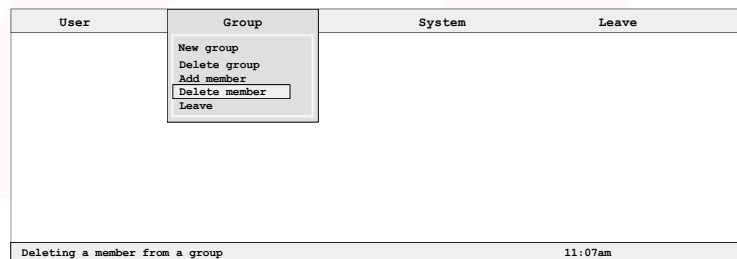 User Group System Leave
New group
Delete group
Add member
Delete member
Leave
Deleting a member from a group 11:07am